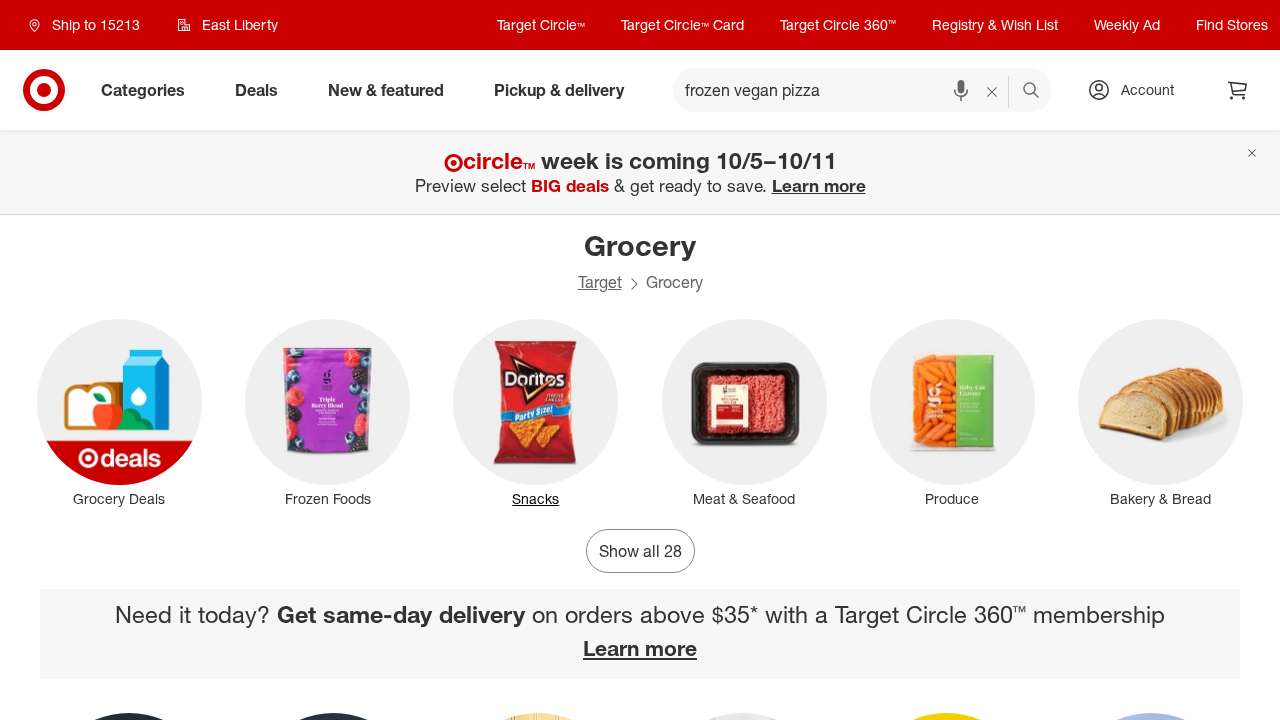 Ship to 15213
East Liberty
Target Circle™
Target Circle™ Card
Target Circle 360™
Registry & Wish List
Weekly Ad
Find Stores
Categories
Deals
New & featured
Pickup & delivery
frozen vegan pizza
Account
circle™ week is coming 10/5–10/11
Preview select BIG deals & get ready to save. Learn more
Grocery
Target
Grocery
deals
Triple
Berry Blend
Doritos
NACHO CHEESE
Party Size!
Baby-Cut
Carrots
Grocery Deals
Frozen Foods
Snacks
Meat & Seafood
Produce
Bakery & Bread
Show all 28
Need it today? Get same-day delivery on orders above $35* with a Target Circle 360™ membership
Learn more